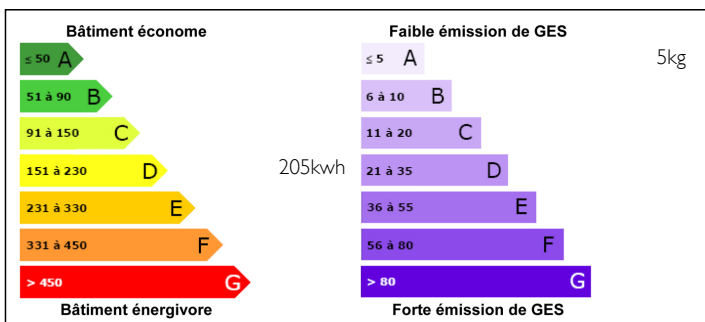 Bâtiment économe
≤ 50 A
51 à 90 B
91 à 150 C
151 à 230 D
205kwh
231 à 330 E
331 à 450 F
> 450 G
Bâtiment énergivore
Faible émission de GES
≤ 5 A
5kg
6 à 10 B
11 à 20 C
21 à 35 D
36 à 55 E
56 à 80 F
> 80 G
Forte émission de GES